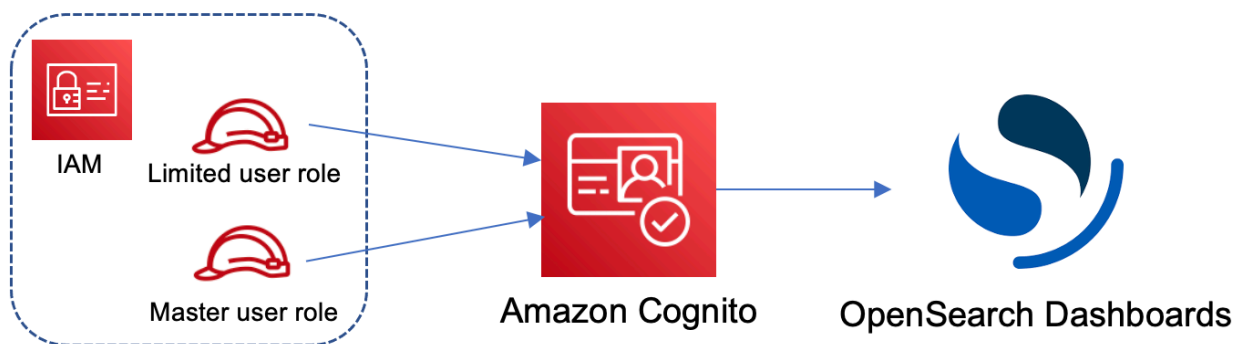 IAM
Limited user role
Master user role
Amazon Cognito
OpenSearch Dashboards